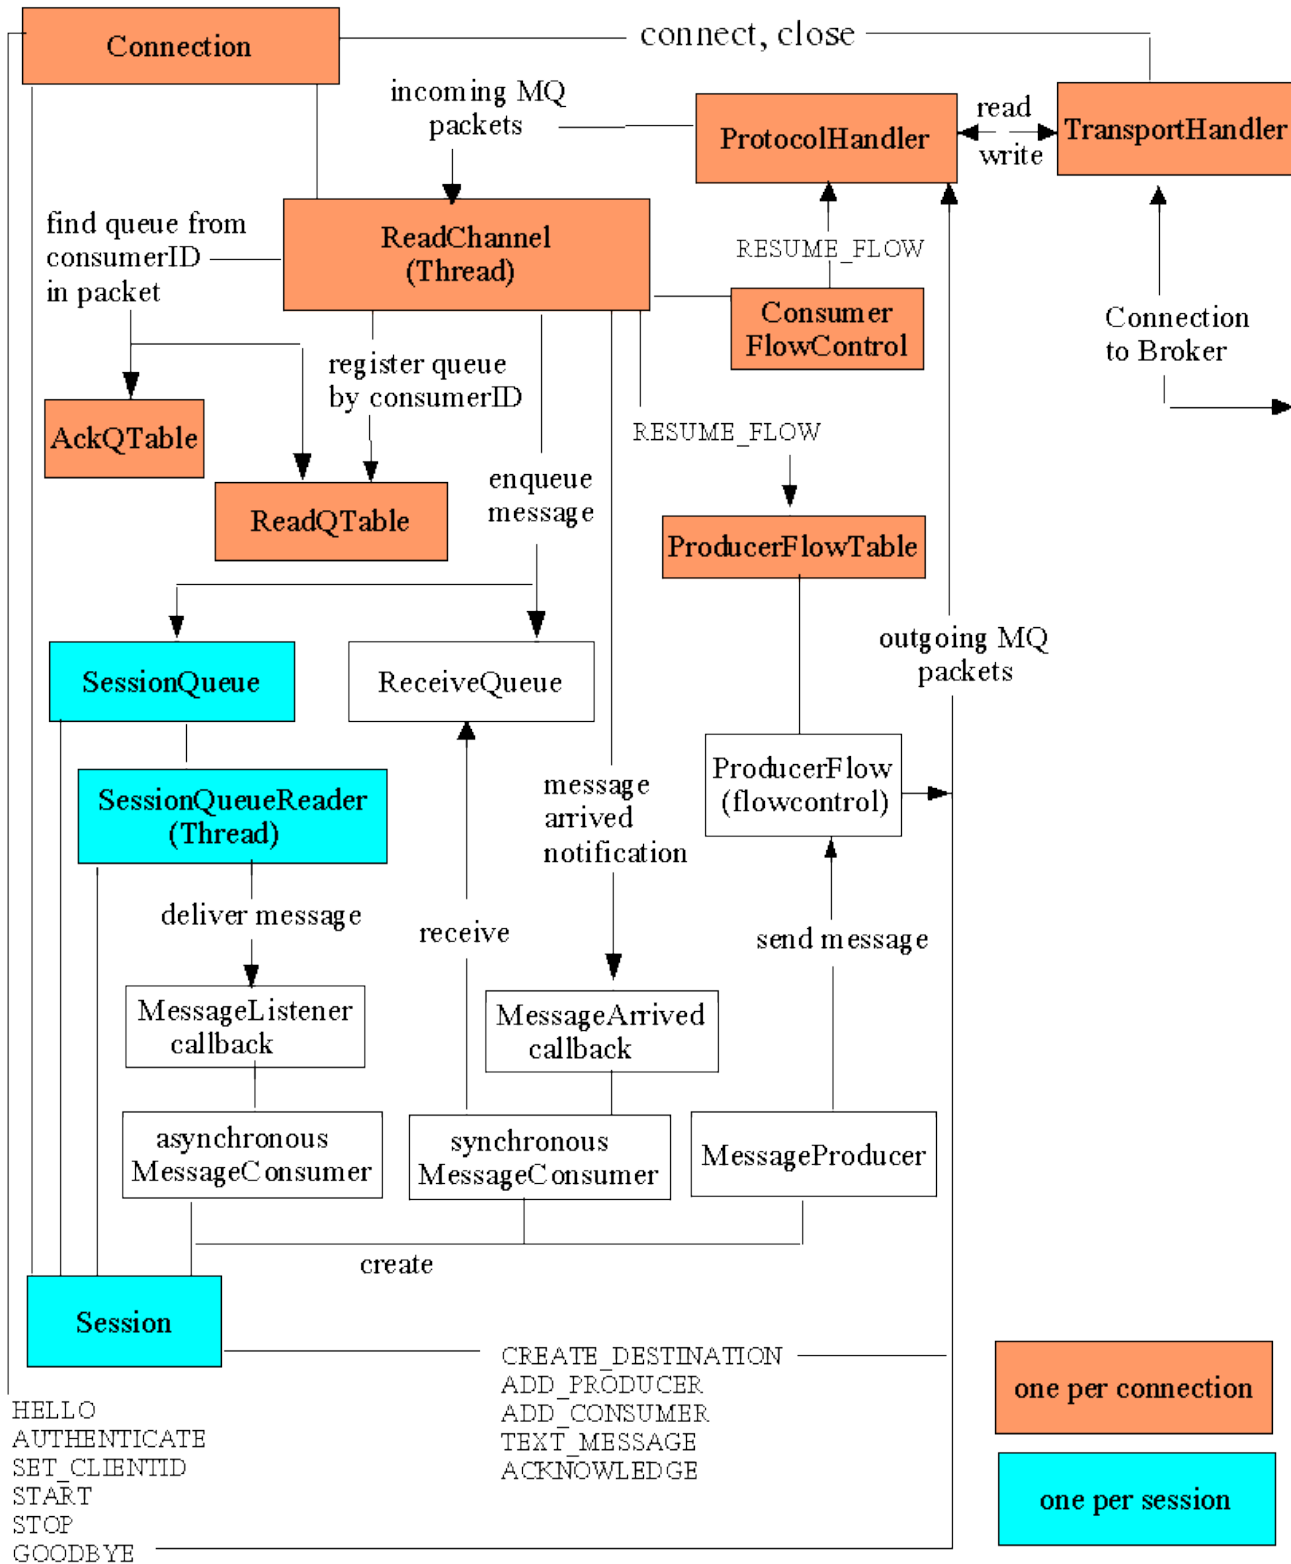 Connection
connect, close
incoming MQ
packets
ProtocolHandler
read
write
TransportHandler
find queue from
consumerID
in packet
ReadChannel
(Thread)
RESUME_FLOW
Consumer
FlowControl
Connection
to Broker
register queue
by consumerID
AckQTable
RESUME_FLOW
ReadQTable
enqueue
message
ProducerFlowTable
SessionQueue
ReceiveQueue
outgoing MQ
packets
SessionQueueReader
(Thread)
message
arrived
notification
ProducerFlow
(flowcontrol)
deliver message
receive
send message
MessageListener
callback
MessageArrived
callback
asynchronous
MessageConsumer
synchronous
MessageConsumer
MessageProducer
create
Session
CREATE_DESTINATION
ADD_PRODUCER
ADD_CONSUMER
TEXT_MESSAGE
ACKNOWLEDGE
HELLO
AUTHENTICATE
SET_CLIENTID
START
STOP
GOODBYE
one per connection
one per session